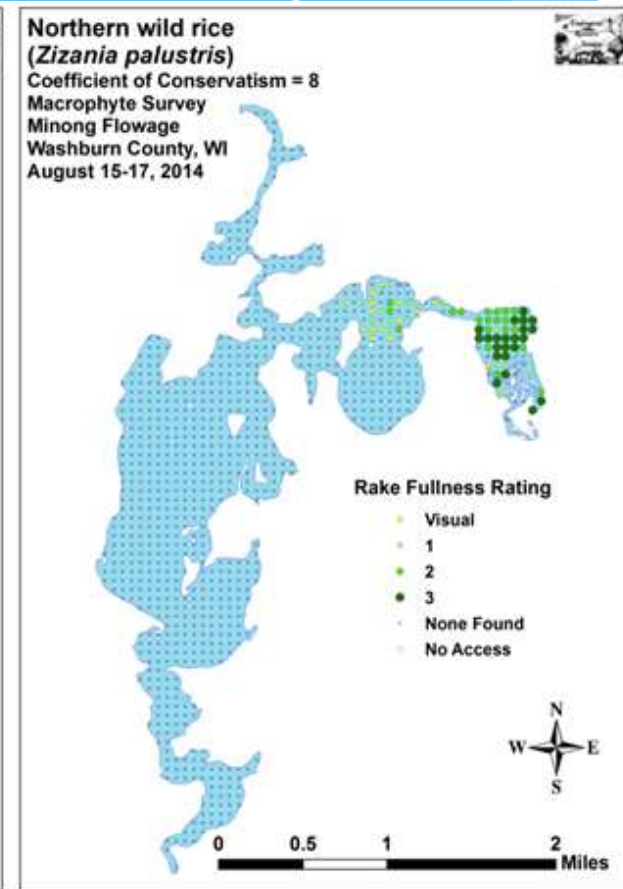 Northern wild rice
(Zizania palustris)
Coefficient of Conservatism = 8
Macrophyte Survey
Minong Flowage
Washburn County, WI
August 15-17, 2014
Rake Fullness Rating
Visual
1
2
3
None Found
No Access
N
W E
S
0 0.5 1 2
Miles